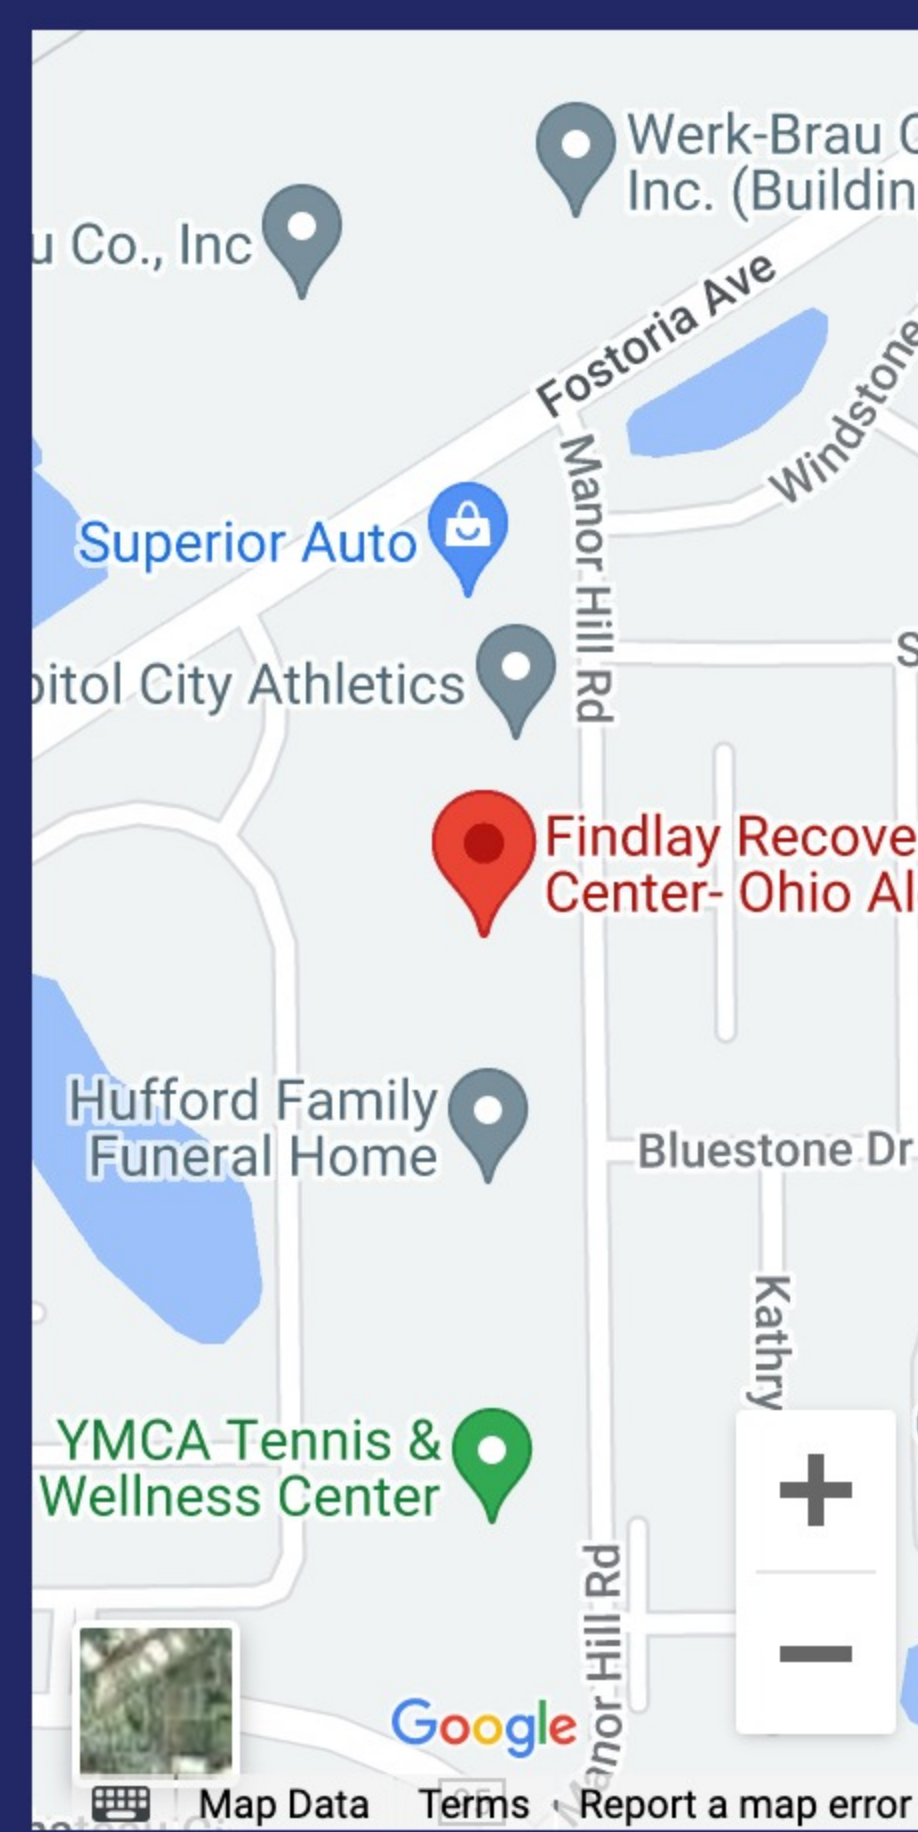 Werk-Brau
Inc. (Buildin
u Co., Inc
Fostoria Ave
Windstone
Manor Hill Rd
Superior Auto
pitol City Athletics
S
Findlay Recove
Center- Ohio Al
Hufford Family
Funeral Home
Bluestone Dr
Kathry
YMCA Tennis &
Wellness Center
+
−
Manor Hill Rd
Google
Map Data Terms Report a map error